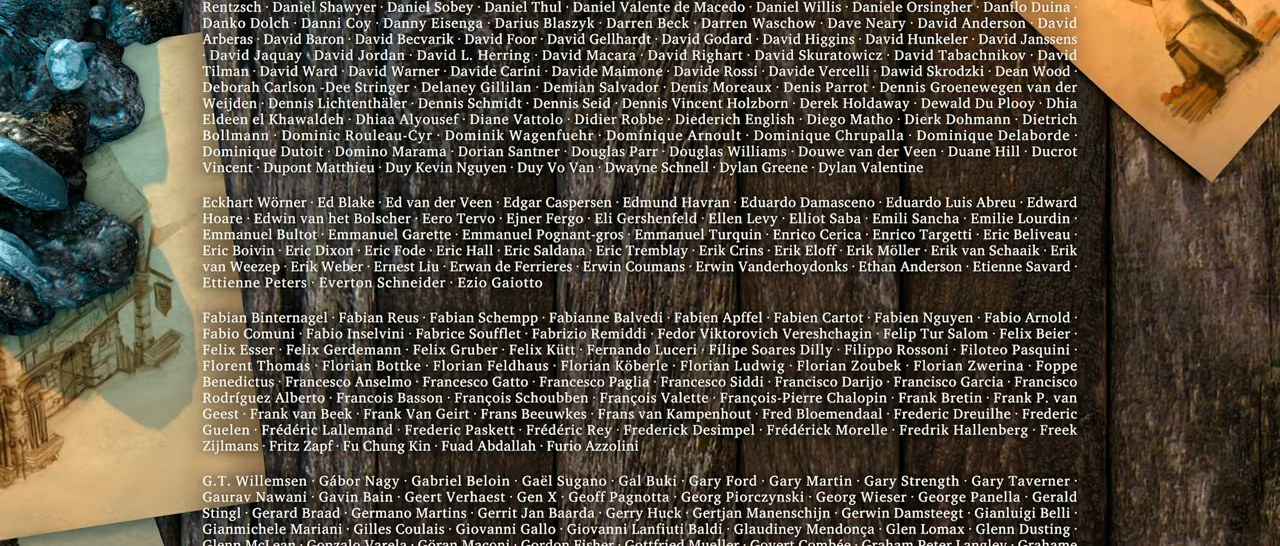 Rentzsch · Daniel Shawyer · Daniel Sobey · Daniel Thul · Daniel Valente de Macedo · Daniel Willis · Daniele Orsingher · Danilo Duina ·
Danko Dolch · Danni Coy · Danny Eisenga · Darius Blaszyk · Darren Beck · Darren Waschow · Dave Neary · David Anderson · David
Arberas · David Baron · David Becvarik · David Foor · David Gellhardt · David Godard · David Higgins · David Hunkeler · David Janssens
· David Jaquay · David Jordan · David L. Herring · David Macara · David Righart · David Skuratowicz · David Tabachnikov · David
Tilman · David Ward · David Warner · Davide Carini · Davide Maimone · Davide Rossi · Davide Vercelli · Dawid Skrodzki · Dean Wood ·
Deborah Carlson -Dee Stringer · Delaney Gillilan · Demian Salvador · Denis Moreaux · Denis Parrot · Dennis Groenewegen van der
Weijden · Dennis Lichtenthäler · Dennis Schmidt · Dennis Seid · Dennis Vincent Holzborn · Derek Holdaway · Dewald Du Plooy · Dhia
Eldeen el Khawaldeh · Dhiaa Alyousef · Diane Vattolo · Didier Robbe · Diederich English · Diego Matho · Dierk Dohmann · Dietrich
Bollmann · Dominic Rouleau-Cyr · Dominik Wagenfuehr · Dominique Arnoult · Dominique Chrupalla · Dominique Delaborde ·
Dominique Dutoit · Domino Marama · Dorian Santner · Douglas Parr · Douglas Williams · Douwe van der Veen · Duane Hill · Ducrot
Vincent · Dupont Matthieu · Duy Kevin Nguyen · Duy Vo Van · Dwayne Schnell · Dylan Greene · Dylan Valentine
Eckhart Wörner · Ed Blake · Ed van der Veen · Edgar Caspersen · Edmund Havran · Eduardo Damasceno · Eduardo Luis Abreu · Edward
Hoare · Edwin van het Bolscher · Eero Tervo · Ejner Fergo · Eli Gershenfeld · Ellen Levy · Elliot Saba · Emili Sancha · Emilie Lourdin ·
Emmanuel Bultot · Emmanuel Garette · Emmanuel Pognant-gros · Emmanuel Turquin · Enrico Cerica · Enrico Targetti · Eric Beliveau ·
Eric Boivin · Eric Dixon · Eric Fode · Eric Hall · Eric Saldana · Eric Tremblay · Erik Crins · Erik Eloff · Erik Möller · Erik van Schaaik · Erik
van Weezep · Erik Weber · Ernest Liu · Erwan de Ferrieres · Erwin Coumans · Erwin Vanderhoydonks · Ethan Anderson · Etienne Savard ·
Ettienne Peters · Everton Schneider · Ezio Gaiotto
Fabian Binternagel · Fabian Reus · Fabian Schempp · Fabianne Balvedi · Fabien Apffel · Fabien Cartot · Fabien Nguyen · Fabio Arnold ·
Fabio Comuni · Fabio Inselvini · Fabrice Soufflet · Fabrizio Remiddi · Fedor Viktorovich Vereshchagin · Felip Tur Salom · Felix Beier ·
Felix Esser · Felix Gerdemann · Felix Gruber · Felix Kütt · Fernando Luceri · Filipe Soares Dilly · Filippo Rossoni · Filoteo Pasquini ·
Florent Thomas · Florian Bottke · Florian Feldhaus · Florian Köberle · Florian Ludwig · Florian Zoubek · Florian Zwerina · Foppe
Benedictus · Francesco Anselmo · Francesco Gatto · Francesco Paglia · Francesco Siddi · Francisco Darijo · Francisco Garcia · Francisco
Rodríguez Alberto · Francois Basson · François Schoubben · François Valette · François-Pierre Chalopin · Frank Bretin · Frank P. van
Geest · Frank van Beek · Frank Van Geirt · Frans Beeuwkes · Frans van Kampenhout · Fred Bloemendaal · Frederic Dreuilhe · Frederic
Guelen · Frédéric Lallemand · Frederic Paskett · Frédéric Rey · Frederick Desimpel · Frédérick Morelle · Fredrik Hallenberg · Freek
Zijlmans · Fritz Zapf · Fu Chung Kin · Fuad Abdallah · Furio Azzolini
G.T. Willemsen · Gábor Nagy · Gabriel Beloin · Gaël Sugano · Gal Buki · Gary Ford · Gary Martin · Gary Strength · Gary Taverner ·
Gaurav Nawani · Gavin Bain · Geert Verhaest · Gen X · Geoff Pagnotta · Georg Piorczynski · Georg Wieser · George Panella · Gerald
Stingl · Gerard Braad · Germano Martins · Gerrit Jan Baarda · Gerry Huck · Gertjan Manenschijn · Gerwin Damsteegt · Gianluigi Belli ·
Gianmichele Mariani · Gilles Coulais · Giovanni Gallo · Giovanni Lanfiuti Baldi · Glaudiney Mendonça · Glen Lomax · Glenn Dusting ·
Glenn McLean · Gonzalo Varela · Göran Maconi · Gordon Fisher · Gottfried Mueller · Govert Combée · Graham Peter Langley · Grahame